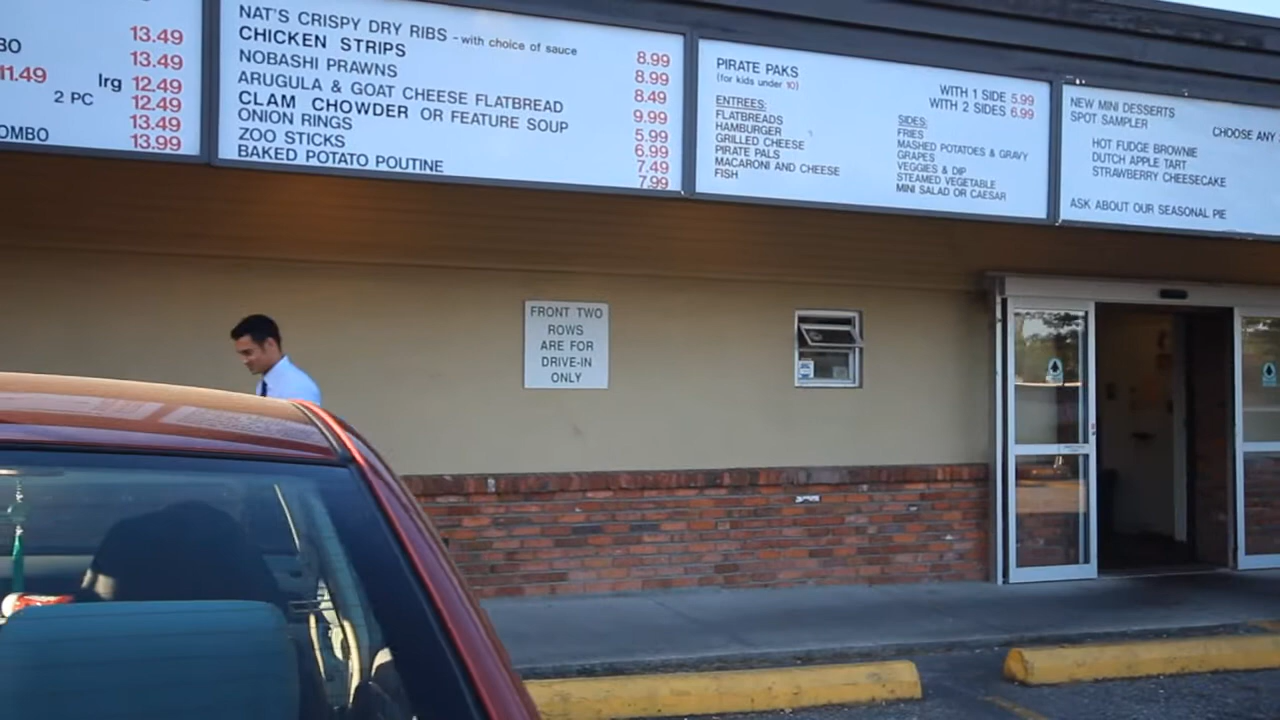 13.49
BO 13.49
11.49 lrg 12.49
2 PC 12.49
13.49
OMBO 13.99
NAT'S CRISPY DRY RIBS - with choice of sauce 8.99
CHICKEN STRIPS 8.99
NOBASHI PRAWNS 8.49
ARUGULA & GOAT CHEESE FLATBREAD 9.99
CLAM CHOWDER OR FEATURE SOUP 5.99
ONION RINGS 6.99
ZOO STICKS 7.49
BAKED POTATO POUTINE 7.99
PIRATE PAKS
(for kids under 10)
WITH 1 SIDE 5.99
WITH 2 SIDES 6.99
ENTREES:
FLATBREADS
HAMBURGER
GRILLED CHEESE
PIRATE PALS
MACARONI AND CHEESE
FISH
SIDES:
FRIES
MASHED POTATOES & GRAVY
GRAPES
VEGGIES & DIP
STEAMED VEGETABLE
MINI SALAD OR CAESAR
NEW MINI DESSERTS
SPOT SAMPLER
CHOOSE ANY
HOT FUDGE BROWNIE
DUTCH APPLE TART
STRAWBERRY CHEESECAKE
ASK ABOUT OUR SEASONAL PIE
FRONT TWO
ROWS
ARE FOR
DRIVE-IN
ONLY